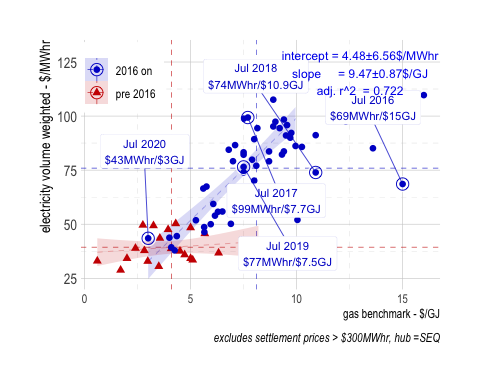 electricity volume weighted - $/MWhr
125
100
75
50
25
2016 on
pre 2016
intercept = 4.48±6.56$/MWhr
slope = 9.47±0.87$/GJ
adj. r^2 = 0.722
Jul 2018
$74MWhr/$10.9GJ
Jul 2016
$69MWhr/$15GJ
Jul 2020
$43MWhr/$3GJ
Jul 2017
$99MWhr/$7.7GJ
Jul 2019
$77MWhr/$7.5GJ
0
5
10
15
gas benchmark - $/GJ
excludes settlement prices > $300MWhr, hub =SEQ